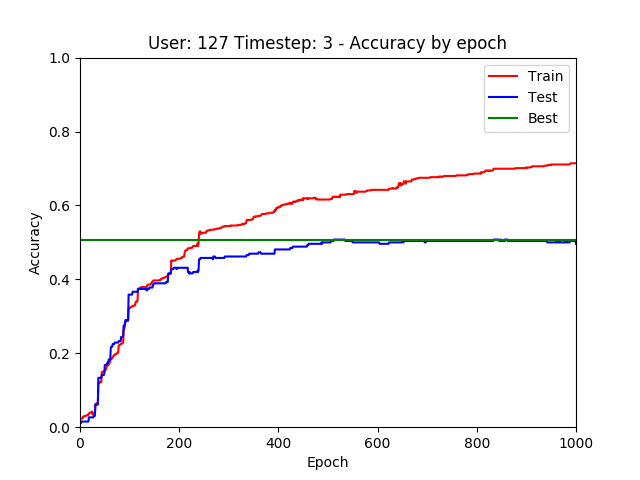 User: 127 Timestep: 3 - Accuracy by epoch
1.0
0.8
0.6
0.4
0.2
0.0
Accuracy
Train
Test
Best
0 200 400 600 800 1000
Epoch